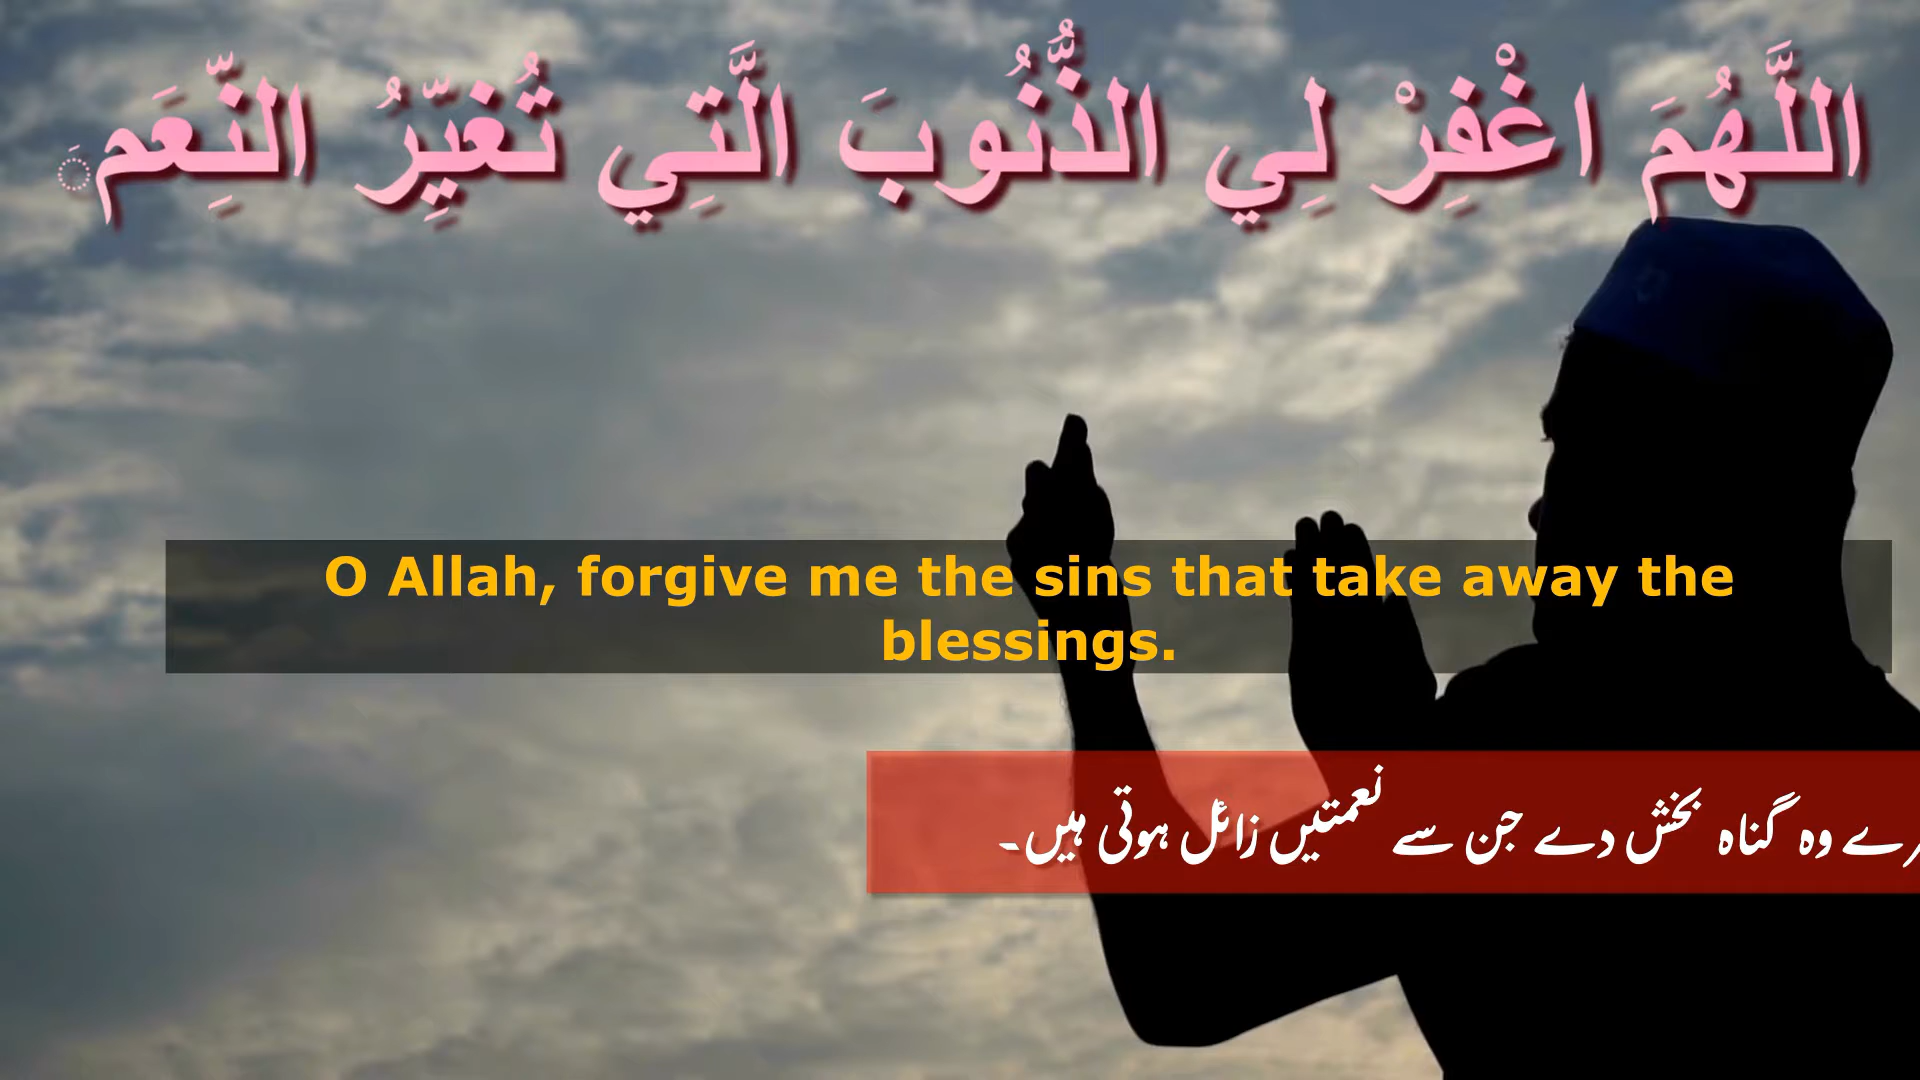 اللَّهُمَ اغْفِرْ لِي الذُّنُوبَ الَّتِي تُغَيِّرُ النِّعَم◌َ
O Allah, forgive me the sins that take away the
blessings.
وہ گناہ بخش دے جن سے نعمتیں زائل ہوتی ہیں۔